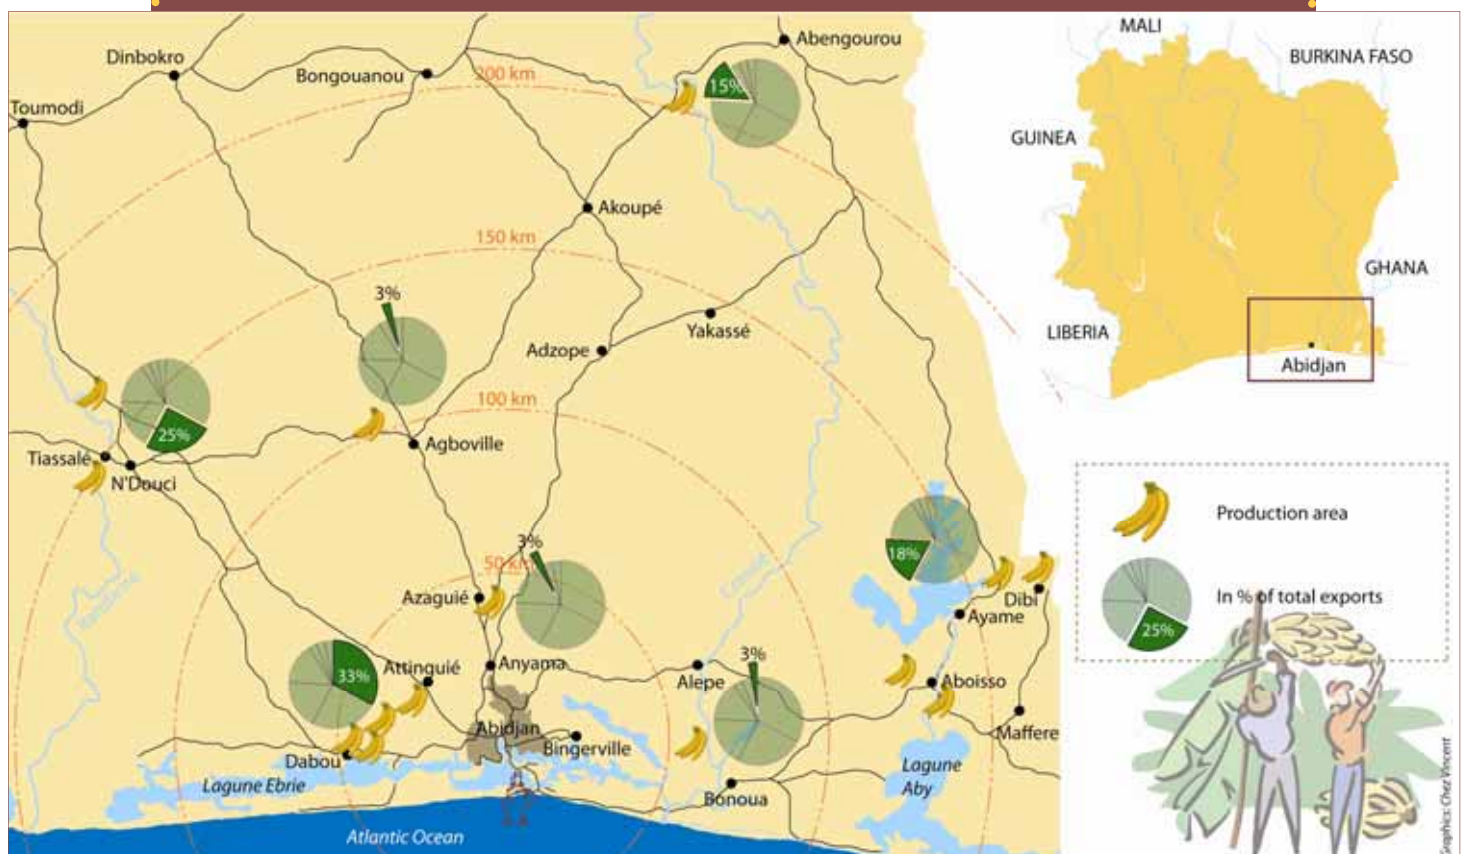 MALI
BURKINA FASO
GUINEA
GHANA
LIBERIA
Abidjan
Dinbokro
Bongouanou
Abengourou
200 km
15%
Toumodi
Akoupé
150 km
3%
Yakassé
Adzope
100 km
25%
Agboville
Tiassalé
N'Douci
18%
3%
50 km
Azaguié
Dibi
Ayame
33%
Attinguié
Anyama
3%
Alepe
Aboisso
Abidjan
Bingerville
Maffere
Dabou
Lagune Ebrie
Lagune
Aby
Bonoua
Atlantic Ocean
Production area
In % of total exports
25%
Graphics: Chez Vincent